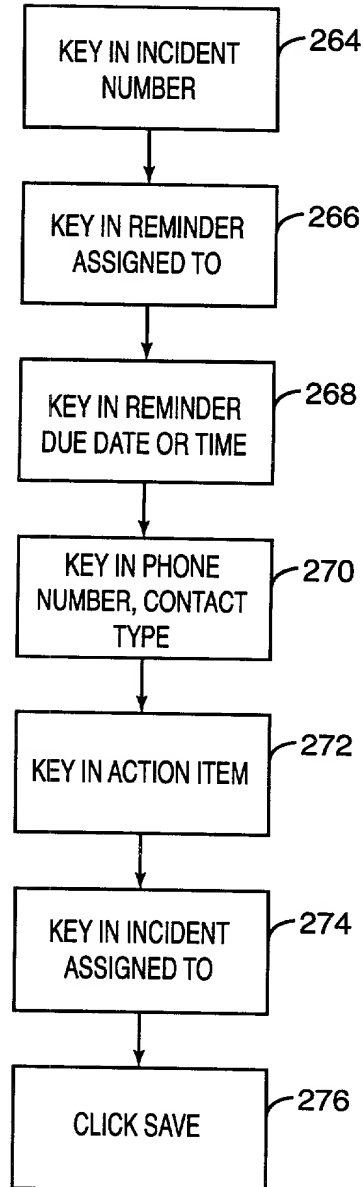 KEY IN INCIDENT
NUMBER
264
KEY IN REMINDER
ASSIGNED TO
266
KEY IN REMINDER
DUE DATE OR TIME
268
KEY IN PHONE
NUMBER, CONTACT
TYPE
270
KEY IN ACTION ITEM
272
KEY IN INCIDENT
ASSIGNED TO
274
CLICK SAVE
276